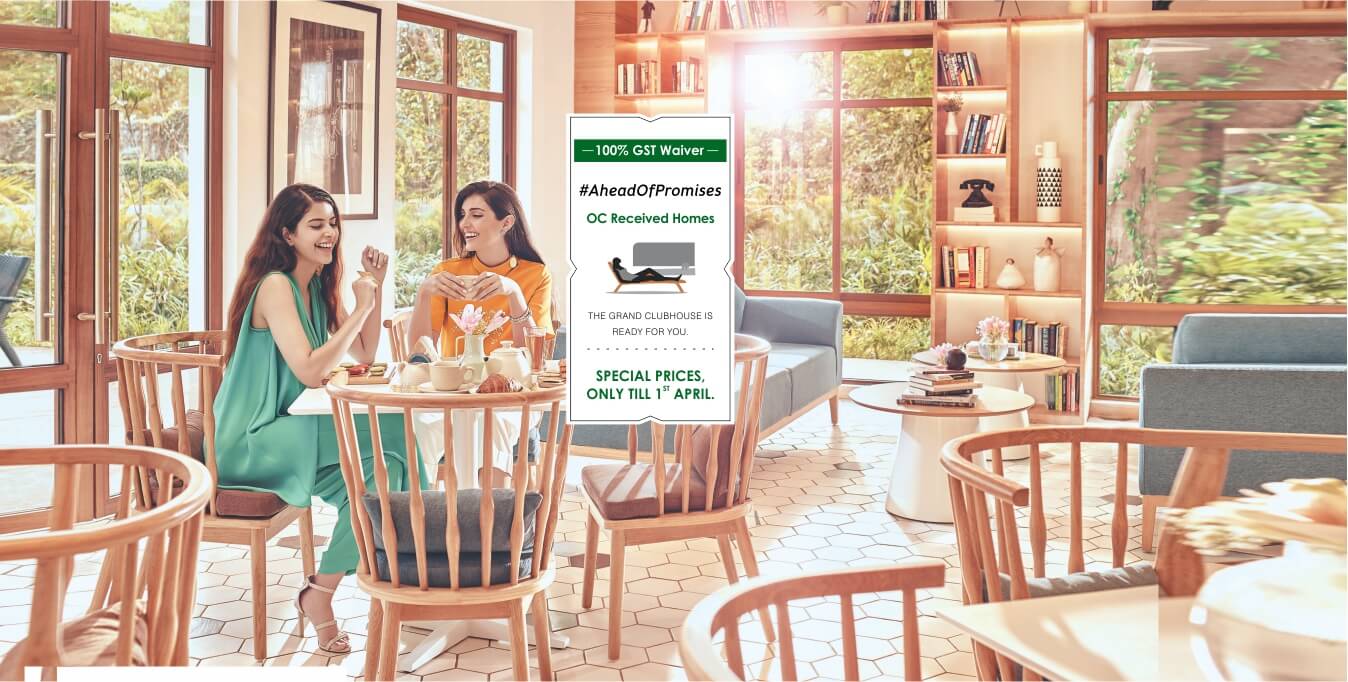 —100% GST Waiver—
#AheadOfPromises
OC Received Homes
THE GRAND CLUBHOUSE IS
READY FOR YOU.
SPECIAL PRICES,
ONLY TILL 1ST APRIL.